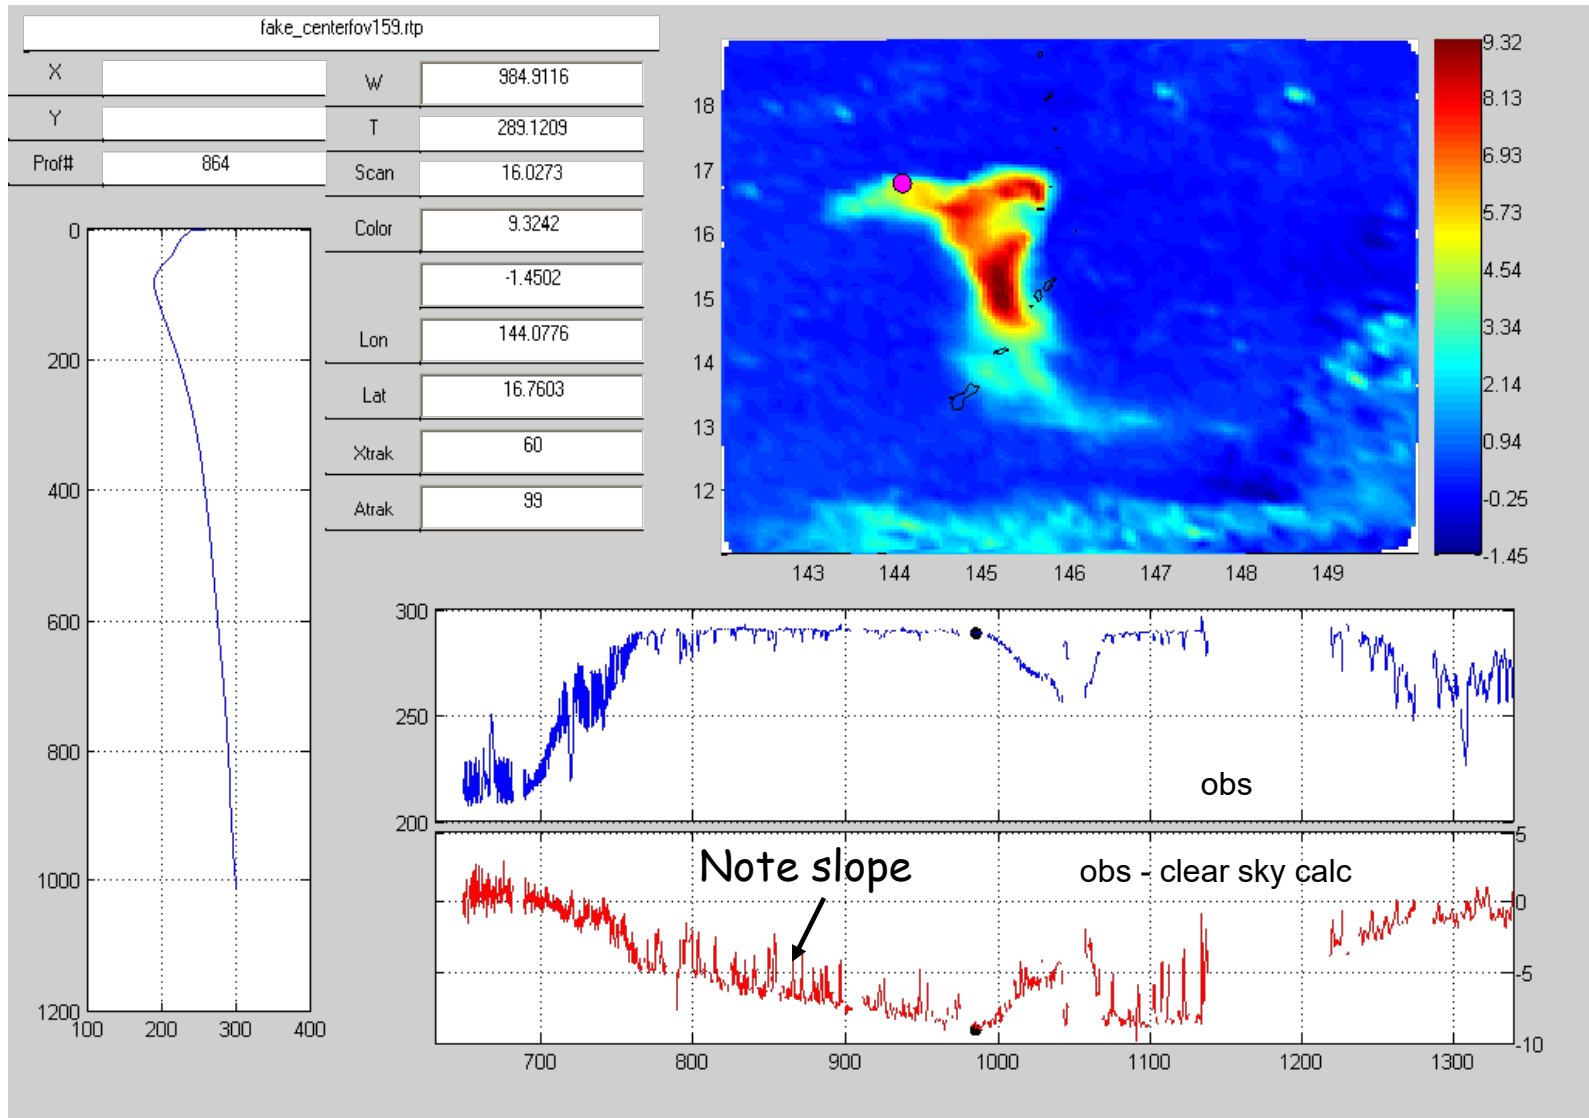 fake_centerfov159.rtp
X
Y
Prof# 864
W 984.9116
T 289.1209
Scan 16.0273
Color 9.3242
-1.4502
Lon 144.0776
Lat 16.7603
Xtrak 60
Atrak 99
0
200
400
600
800
1000
1200
100 200 300 400
18
17
16
15
14
13
12
143 144 145 146 147 148 149
9.32
8.13
6.93
5.73
4.54
3.34
2.14
0.94
-0.25
-1.45
300
250
200
obs
Note slope
obs - clear sky calc
5
0
-5
-10
700 800 900 1000 1100 1200 1300